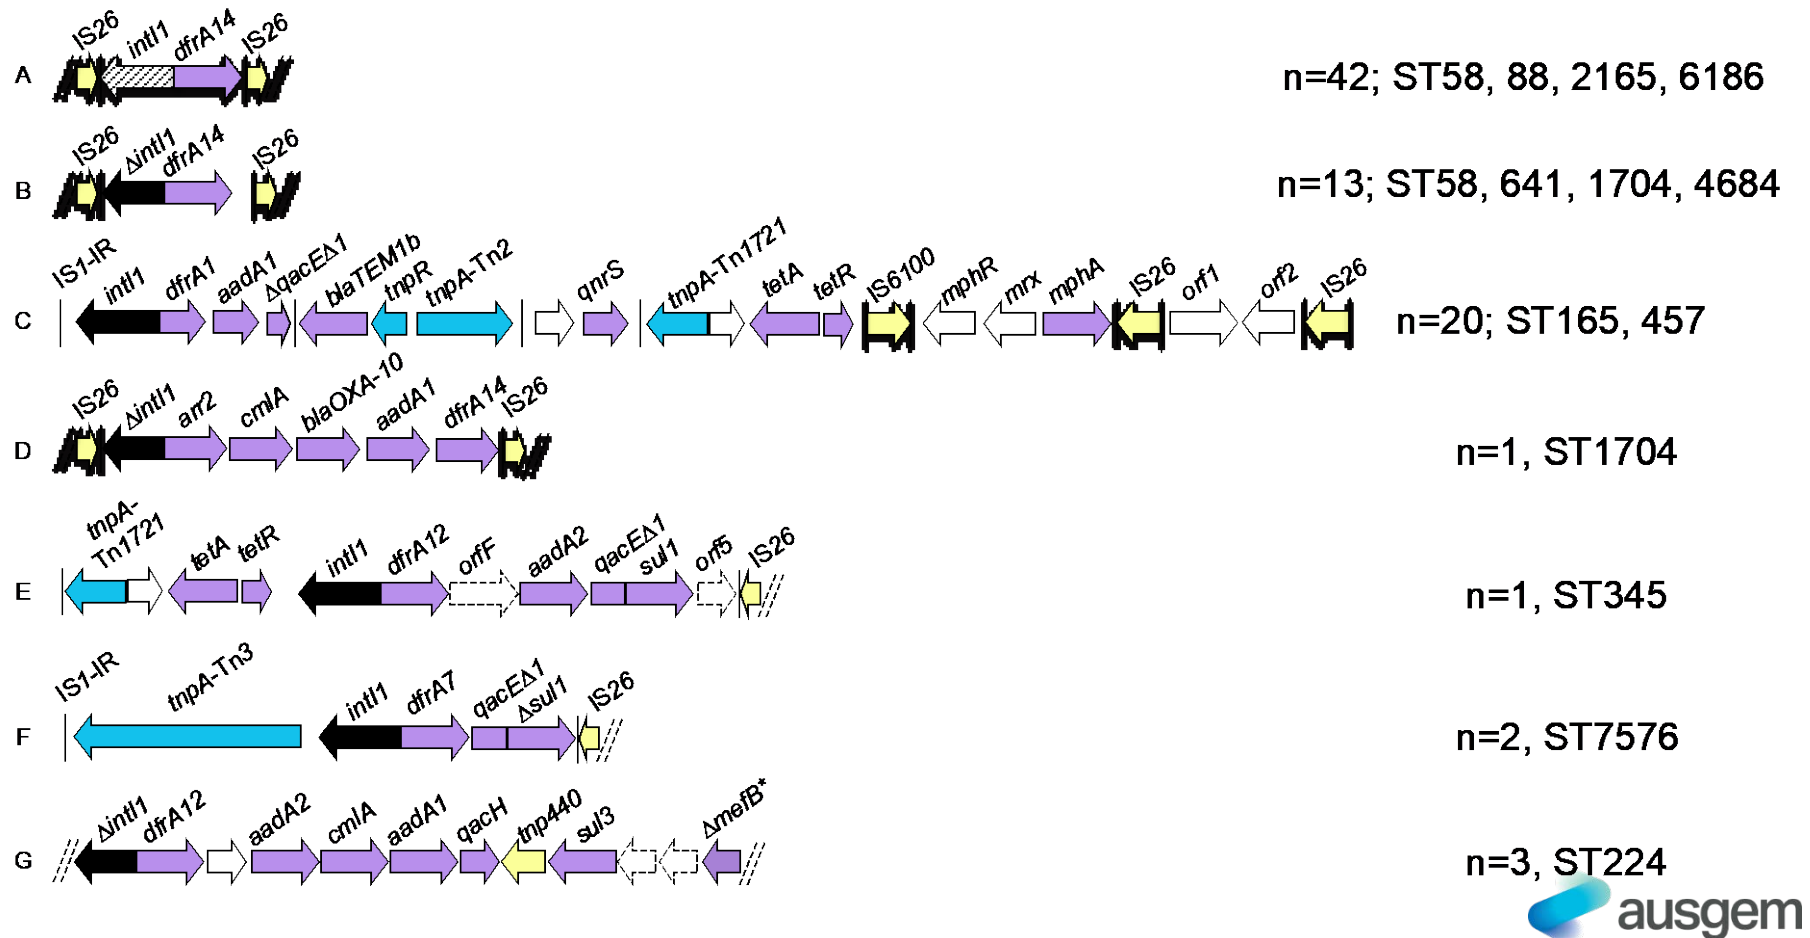 IS26 intI1 dfrA14 IS26
A n=42; ST58, 88, 2165, 6186
IS26 ΔintI1 dfrA14 IS26
B n=13; ST58, 641, 1704, 4684
IS1-IR intI1 dfrA1 aadA1 ΔqacEΔ1 blaTEM1b tnpR tnpA-Tn2 qnrS tnpA-Tn1721 tetA tetR IS6100 mphR mrx mphA IS26 orf1 orf2 IS26
C n=20; ST165, 457
IS26 ΔintI1 arr2 cmlA blaOXA-10 aadA1 dfrA14 IS26
D n=1, ST1704
tnpA-
Tn1721 tetA tetR intI1 dfrA12 orfF aadA2 qacEΔ1 sul1 orf5 IS26
E n=1, ST345
IS1-IR tnpA-Tn3 intI1 dfrA7 qacEΔ1 Δsul1 IS26
F n=2, ST7576
ΔintI1 dfrA12 aadA2 cmlA aadA1 qacH tnp440 sul3 ΔmefB*
G n=3, ST224
ausgem